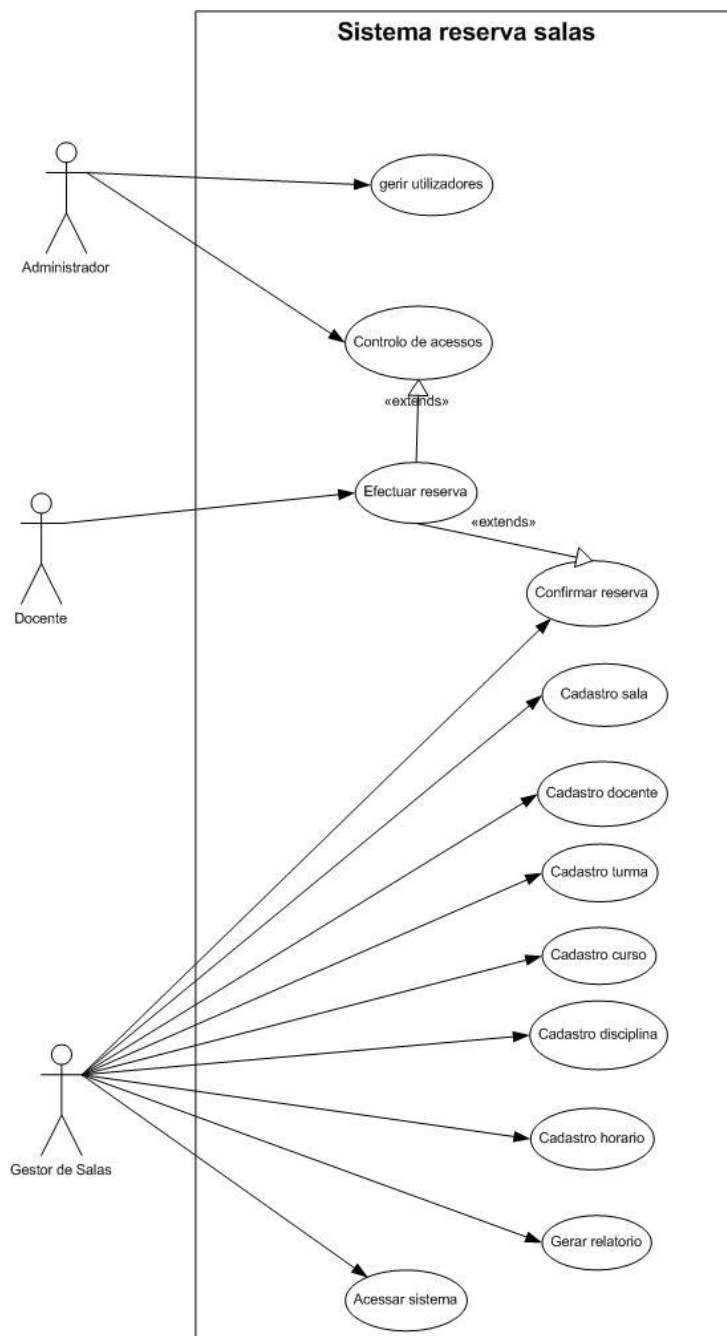 Sistema reserva salas
gerir utilizadores
Administrador
Controlo de acessos
«extends»
Efectuar reserva
«extends»
Docente
Confirmar reserva
Cadastro sala
Cadastro docente
Cadastro turma
Cadastro curso
Cadastro disciplina
Cadastro horario
Gestor de Salas
Gerar relatorio
Acessar sistema